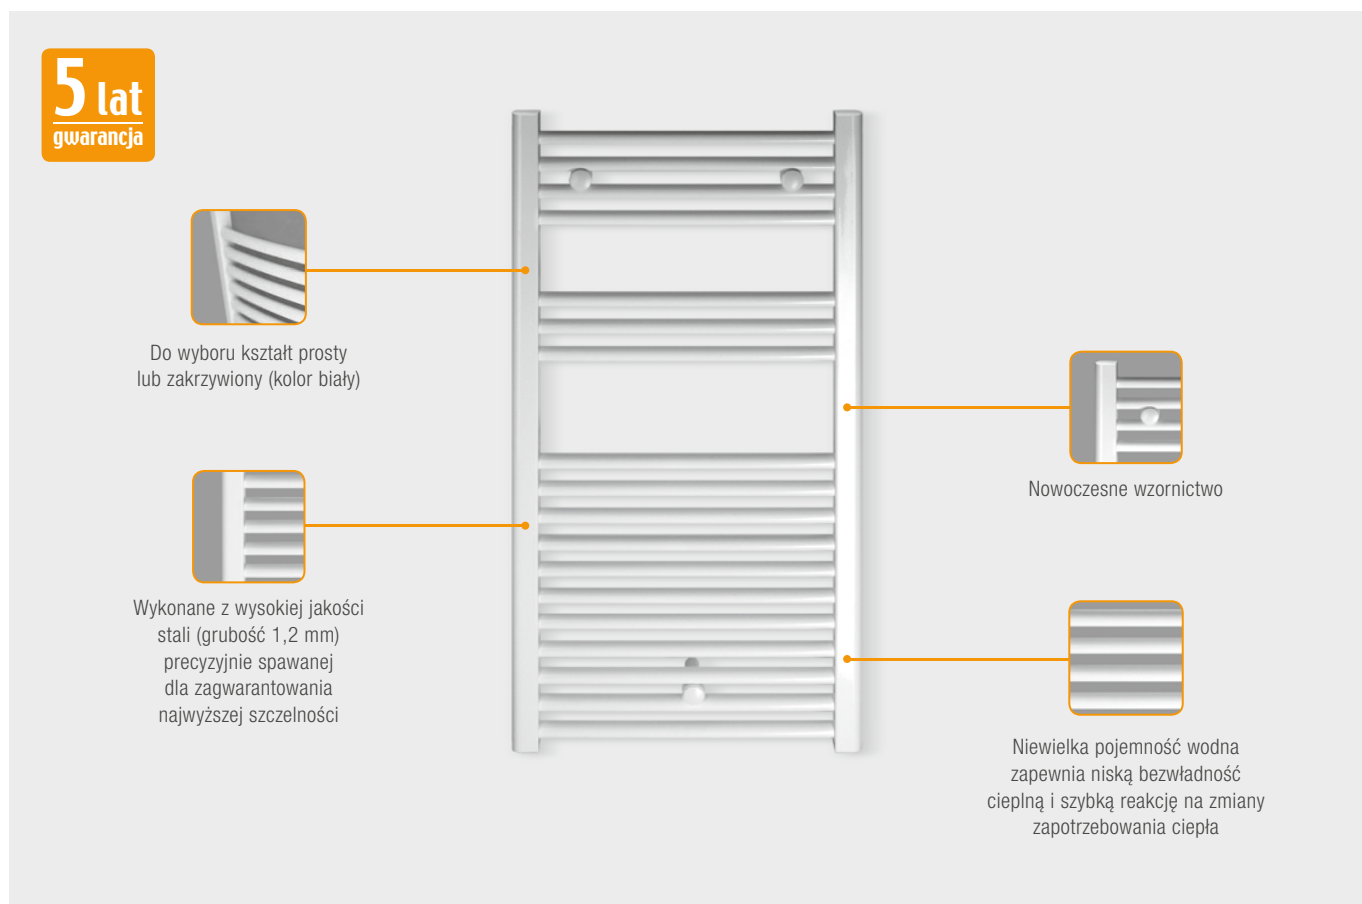 5 lat
gwarancja
Do wyboru kształt prosty
lub zakrzywiony (kolor biały)
Wykonane z wysokiej jakości
stali (grubość 1,2 mm)
precyzyjnie spawanej
dla zagwarantowania
najwyższej szczelności
Nowoczesne wzornictwo
Niewielka pojemność wodna
zapewnia niską bezwładność
cieplną i szybką reakcję na zmiany
zapotrzebowania ciepła